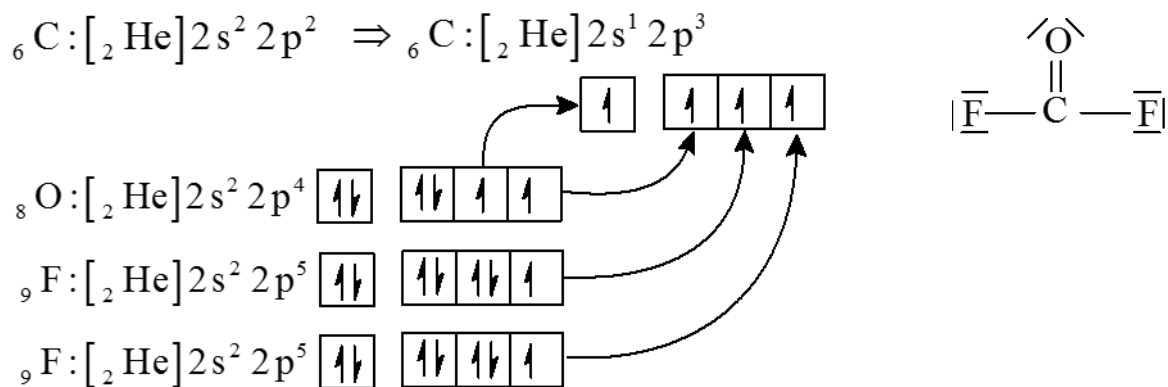 ₆C:[₂He]2s² 2p² ⇒ ₆C:[₂He]2s¹ 2p³
₈O:[₂He]2s² 2p⁴
₉F:[₂He]2s² 2p⁵
₉F:[₂He]2s² 2p⁵
O
F C F